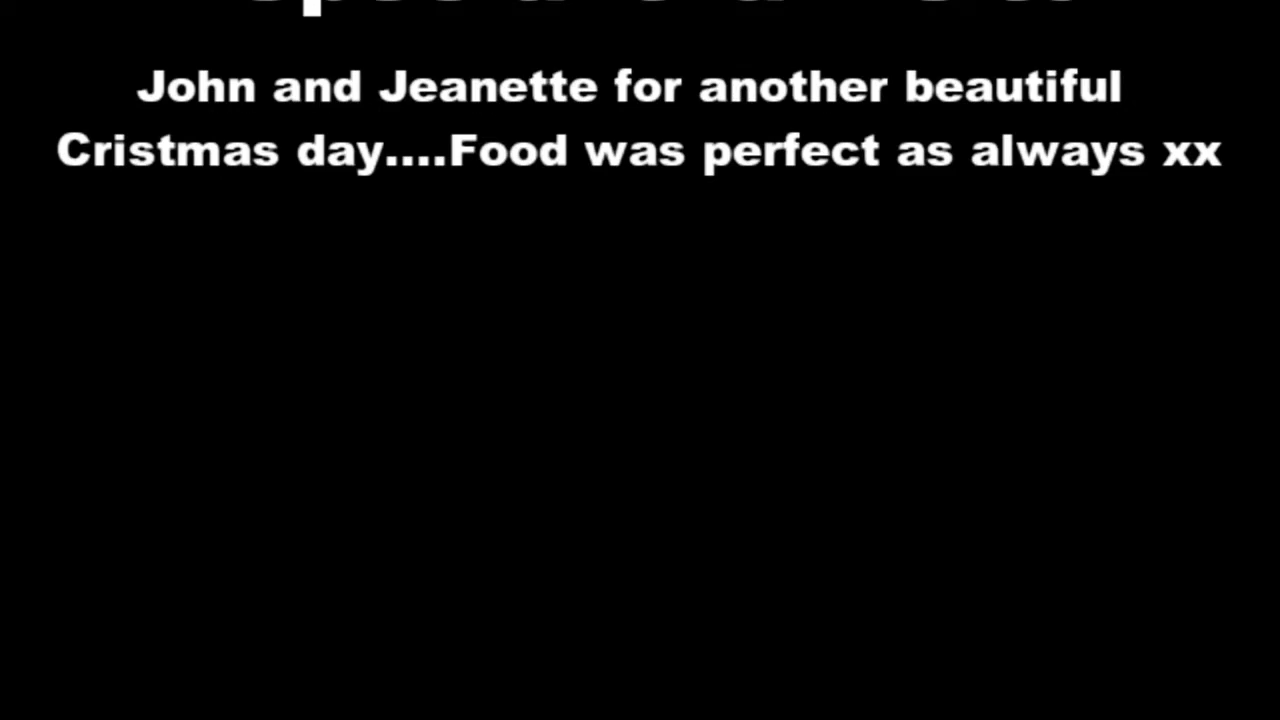 John and Jeanette for another beautiful
Cristmas day....Food was perfect as always xx